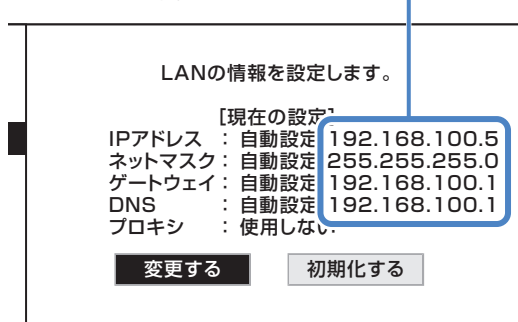 LANの情報を設定します。
[現在の設定]
IPアドレス : 自動設定 192.168.100.5
ネットマスク : 自動設定 255.255.255.0
ゲートウェイ : 自動設定 192.168.100.1
DNS : 自動設定 192.168.100.1
プロキシ : 使用しない
変更する 初期化する